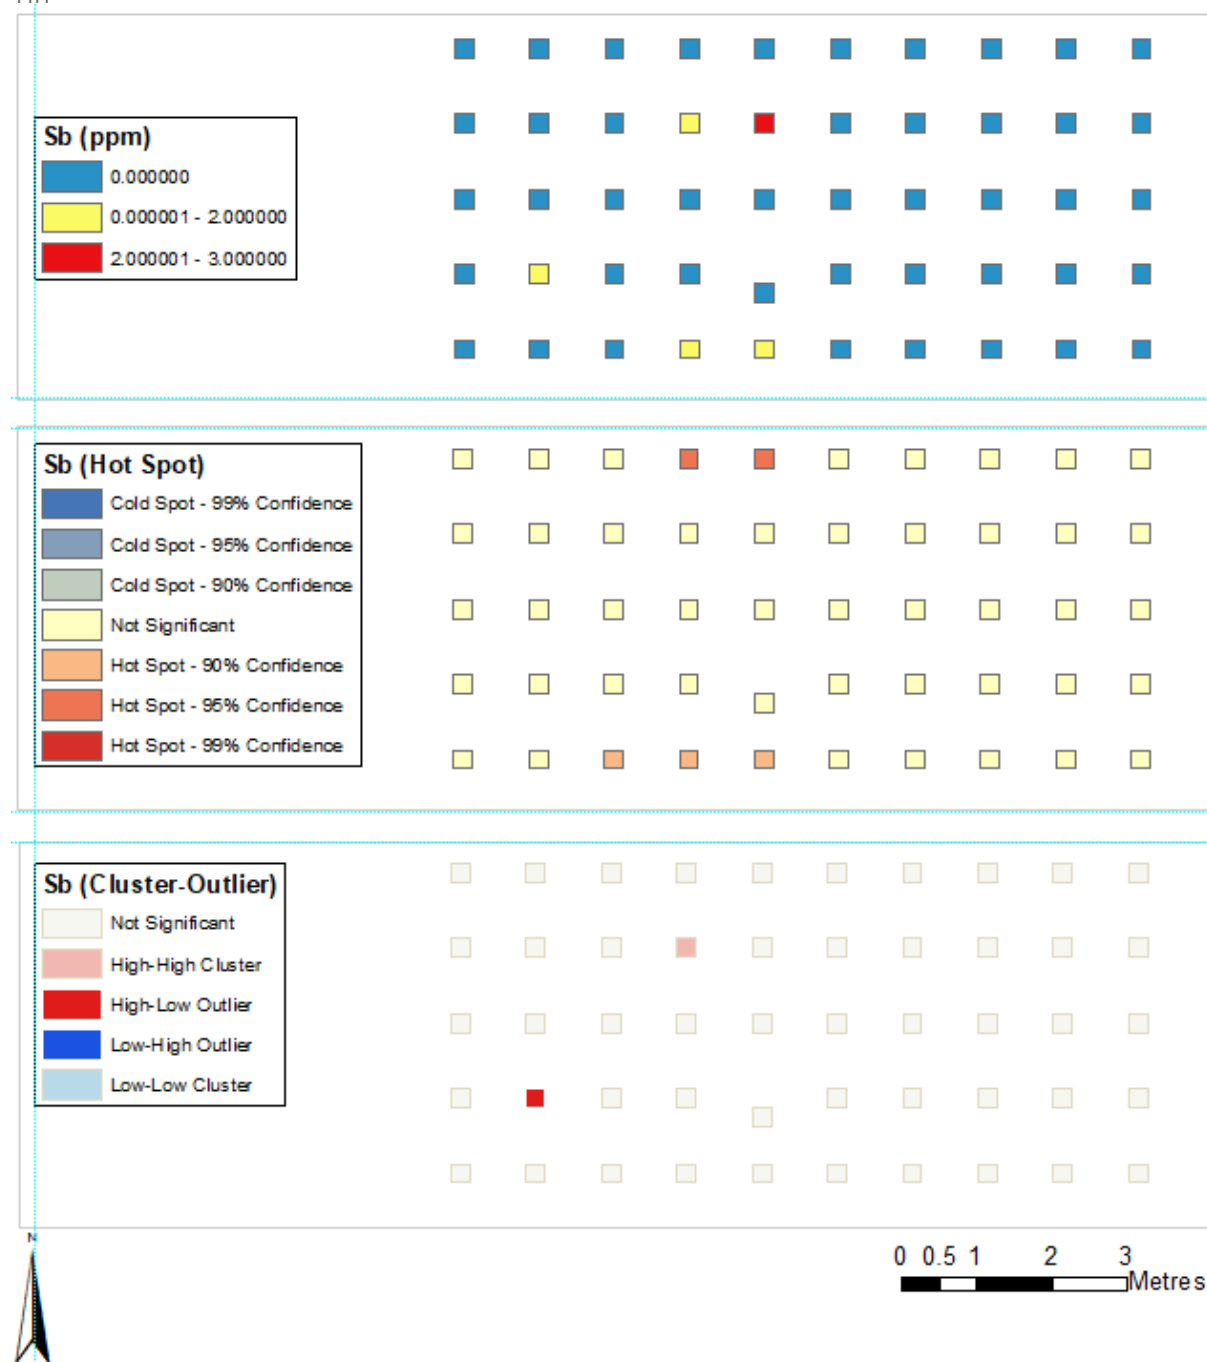 Sb (ppm)
0.000000
0.000001 - 2.000000
2.000001 - 3.000000
Sb (Hot Spot)
Cold Spot - 99% Confidence
Cold Spot - 95% Confidence
Cold Spot - 90% Confidence
Not Significant
Hot Spot - 90% Confidence
Hot Spot - 95% Confidence
Hot Spot - 99% Confidence
Sb (Cluster-Outlier)
Not Significant
High-High Cluster
High-Low Outlier
Low-High Outlier
Low-Low Cluster
N
0 0.5 1 2 3
Metres